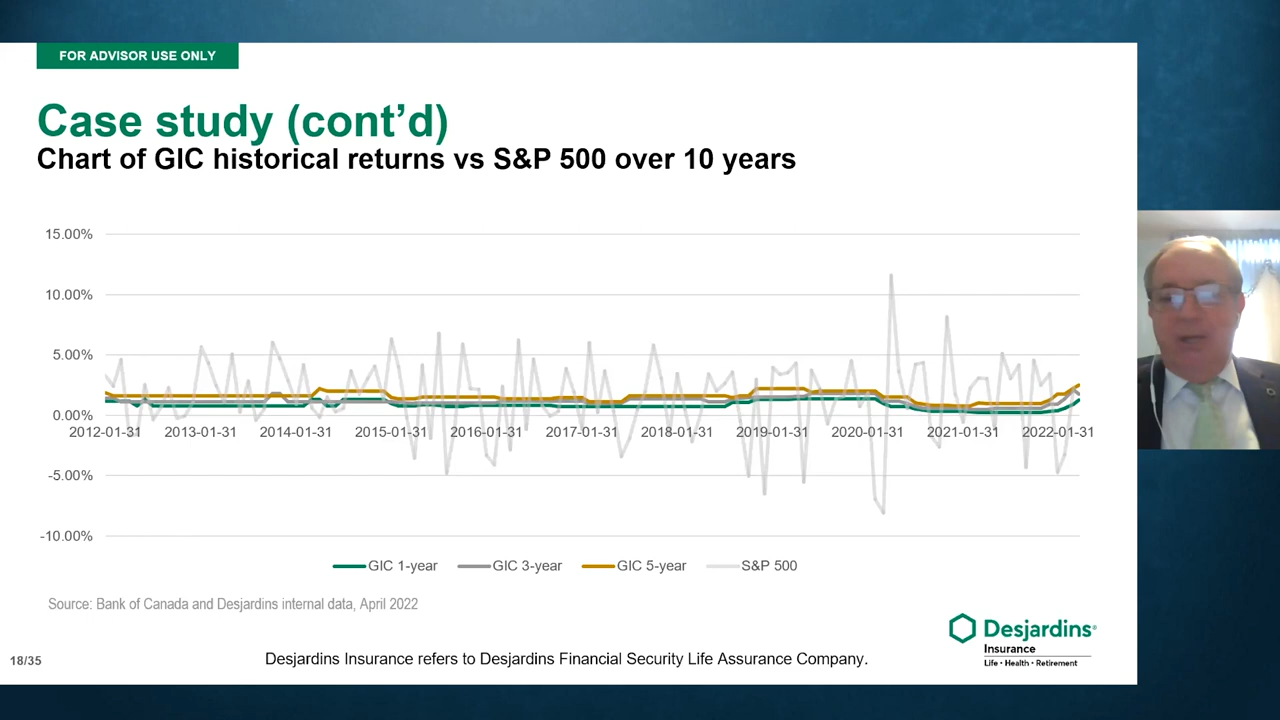 FOR ADVISOR USE ONLY
Case study (cont’d)
Chart of GIC historical returns vs S&P 500 over 10 years
15.00%
10.00%
5.00%
0.00%
2012-01-31 2013-01-31 2014-01-31 2015-01-31 2016-01-31 2017-01-31 2018-01-31 2019-01-31 2020-01-31 2021-01-31 2022-01-31
-5.00%
-10.00%
GIC 1-year GIC 3-year GIC 5-year S&P 500
Source: Bank of Canada and Desjardins internal data, April 2022
Desjardins®
Insurance
Life • Health • Retirement
18/35
Desjardins Insurance refers to Desjardins Financial Security Life Assurance Company.